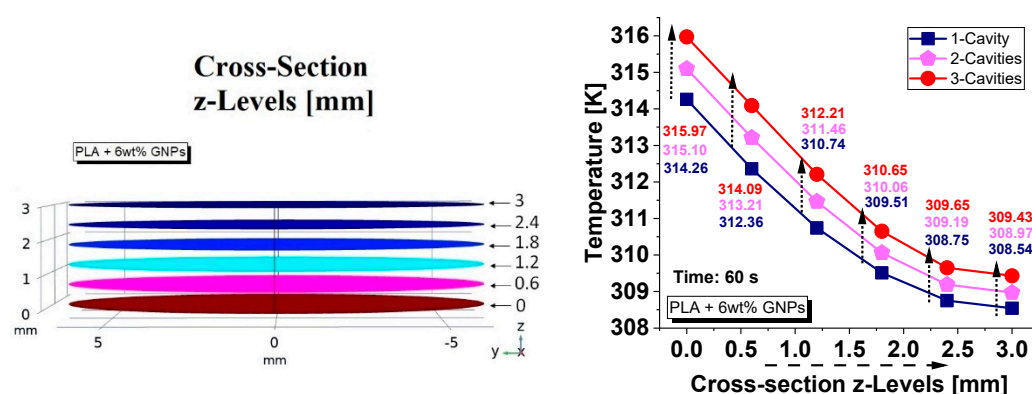 Cross-Section
z-Levels [mm]
PLA + 6wt% GNPs
3
2
1
0
mm
3
2.4
1.8
1.2
0.6
0
5
0
-5
mm
z
y
x
Temperature [K]
316
315
314
313
312
311
310
309
308
1-Cavity
2-Cavities
3-Cavities
315.97
315.10
314.26
314.09
313.21
312.36
312.21
311.46
310.74
310.65
310.06
309.51
309.65
309.19
308.75
309.43
308.97
308.54
Time: 60 s
PLA + 6wt% GNPs
0.0 0.5 1.0 1.5 2.0 2.5 3.0
Cross-section z-Levels [mm]